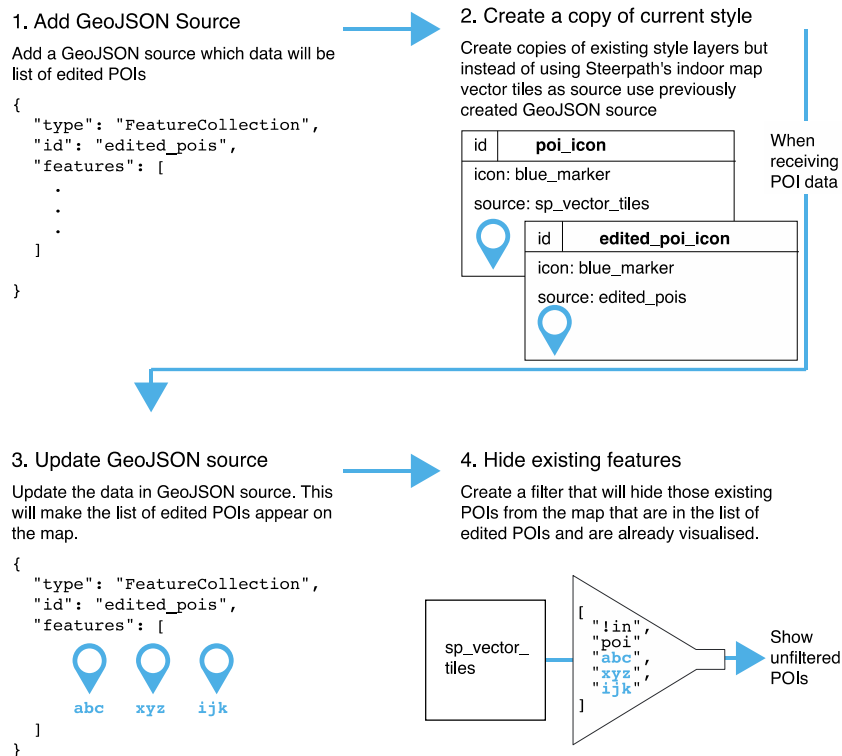 1. Add GeoJSON Source
Add a GeoJSON source which data will be
list of edited POIs
{
"type": "FeatureCollection",
"id": "edited_pois",
"features": [
.
.
.
]
}
2. Create a copy of current style
Create copies of existing style layers but
instead of using Steerpath's indoor map
vector tiles as source use previously
created GeoJSON source
id poi_icon
icon: blue_marker
source: sp_vector_tiles
id edited_poi_icon
icon: blue_marker
source: edited_pois
When
receiving
POI data
3. Update GeoJSON source
Update the data in GeoJSON source. This
will make the list of edited POIs appear on
the map.
{
"type": "FeatureCollection",
"id": "edited_pois",
"features": [
abc xyz ijk
]
}
4. Hide existing features
Create a filter that will hide those existing
POIs from the map that are in the list of
edited POIs and are already visualised.
sp_vector_
tiles
[
"!in",
"poi",
"abc",
"xyz",
"ijk"
]
Show
unfiltered
POIs